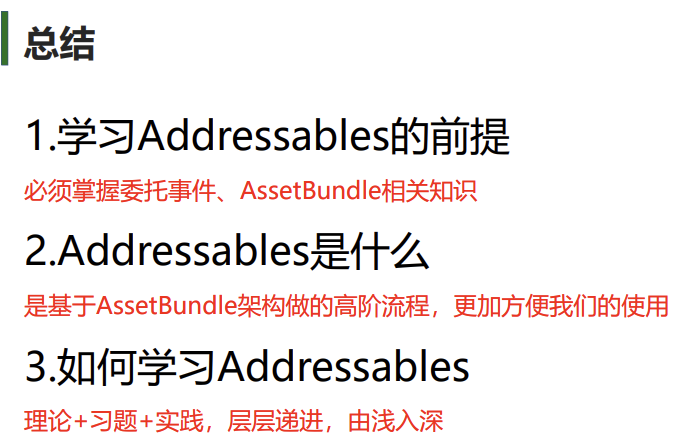 总结
1.学习Addressables的前提
必须掌握委托事件、AssetBundle相关知识
2.Addressables是什么
是基于AssetBundle架构做的高阶流程，更加方便我们的使用
3.如何学习Addressables
理论+习题+实践，层层递进，由浅入深